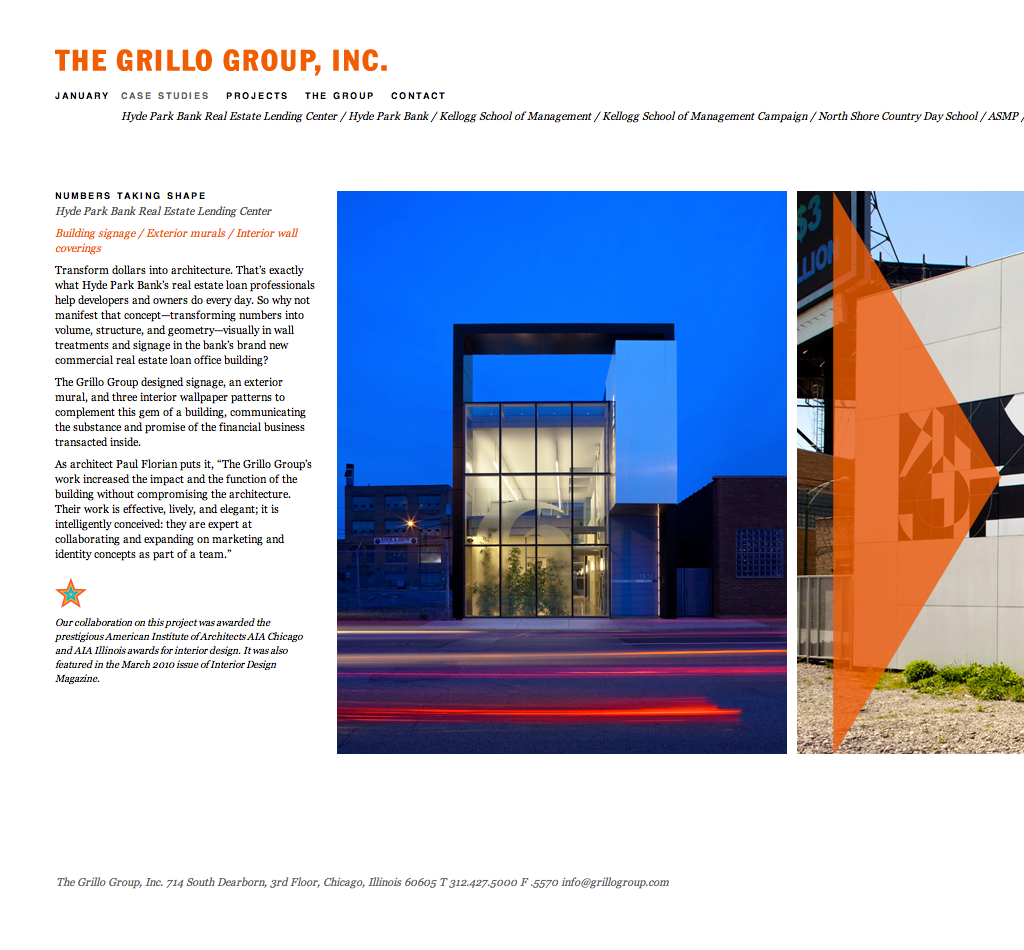 THE GRILLO GROUP, INC.
JANUARY CASE STUDIES PROJECTS THE GROUP CONTACT
Hyde Park Bank Real Estate Lending Center / Hyde Park Bank / Kellogg School of Management / Kellogg School of Management Campaign / North Shore Country Day School / ASMP /
NUMBERS TAKING SHAPE
Hyde Park Bank Real Estate Lending Center
Building signage / Exterior murals / Interior wall
coverings
Transform dollars into architecture. That's exactly
what Hyde Park Bank's real estate loan professionals
help developers and owners do every day. So why not
manifest that concept—transforming numbers into
volume, structure, and geometry—visually in wall
treatments and signage in the bank's brand new
commercial real estate loan office building?
The Grillo Group designed signage, an exterior
mural, and three interior wallpaper patterns to
complement this gem of a building, communicating
the substance and promise of the financial business
transacted inside.
As architect Paul Florian puts it, “The Grillo Group's
work increased the impact and the function of the
building without compromising the architecture.
Their work is effective, lively, and elegant; it is
intelligently conceived: they are expert at
collaborating and expanding on marketing and
identity concepts as part of a team.”
Our collaboration on this project was awarded the
prestigious American Institute of Architects AIA Chicago
and AIA Illinois awards for interior design. It was also
featured in the March 2010 issue of Interior Design
Magazine.
$3
LLION
The Grillo Group, Inc. 714 South Dearborn, 3rd Floor, Chicago, Illinois 60605 T 312.427.5000 F .5570 info@grillogroup.com